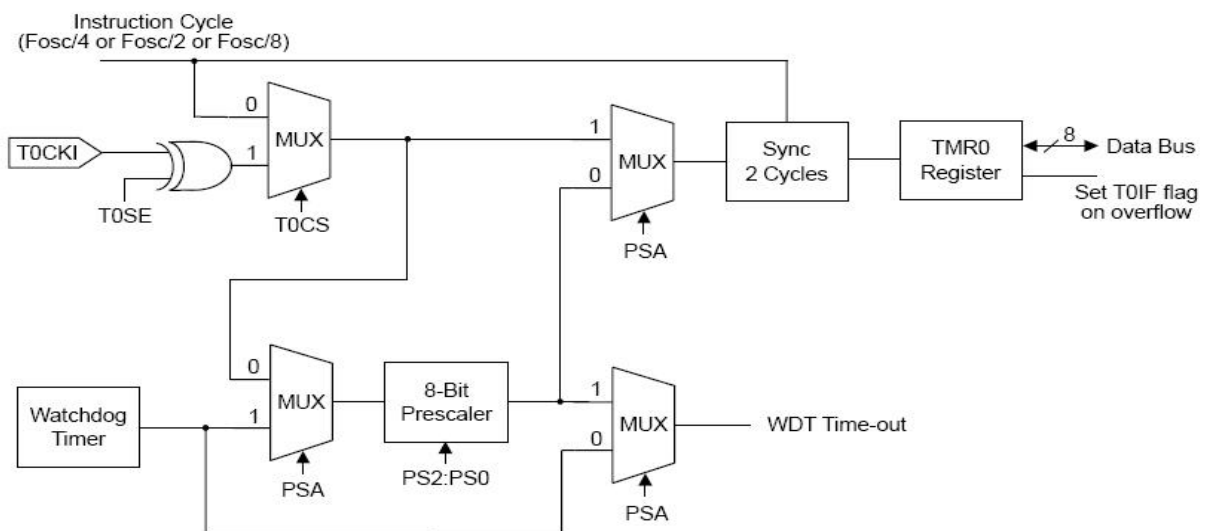 Instruction Cycle
(Fosc/4 or Fosc/2 or Fosc/8)
0
MUX
T0CKI
1
T0SE
T0CS
1
MUX
0
PSA
Sync
2 Cycles
TMR0
Register
8
Data Bus
Set T0IF flag
on overflow
Watchdog
Timer
0
MUX
1
PSA
8-Bit
Prescaler
PS2:PS0
1
MUX
0
PSA
WDT Time-out